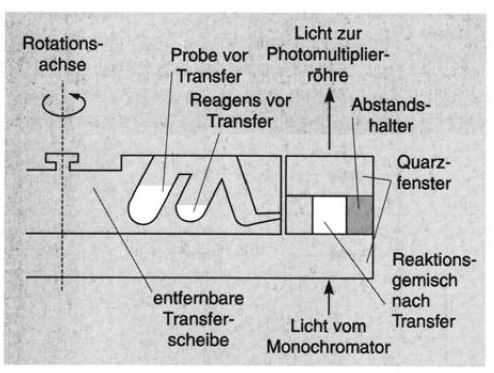 Rotations-
achse
Probe vor
Transfer
Reagens vor
Transfer
Licht zur
Photomultiplier-
röhre
Abstands-
halter
Quarz-
fenster
Reaktions-
gemisch
nach
Transfer
entfernbare
Transfer-
scheibe
Licht vom
Monochromator